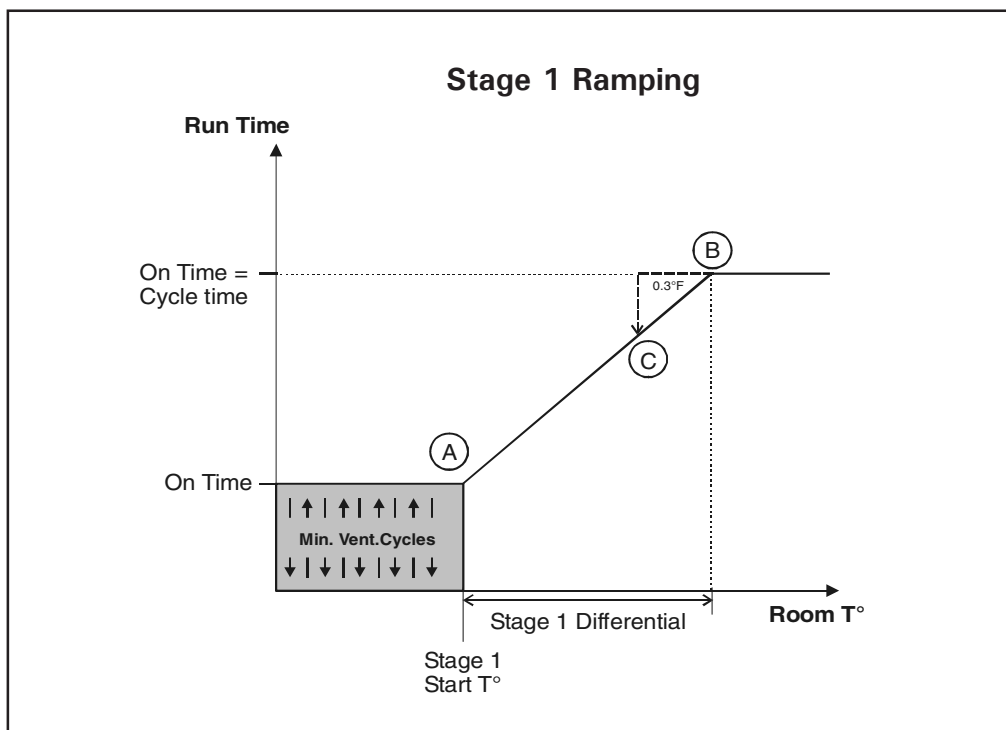 Stage 1 Ramping
Run Time
B
On Time =
Cycle time
0.3°F
C
A
On Time
Min. Vent.Cycles
Stage 1 Differential
Room T°
Stage 1
Start T°